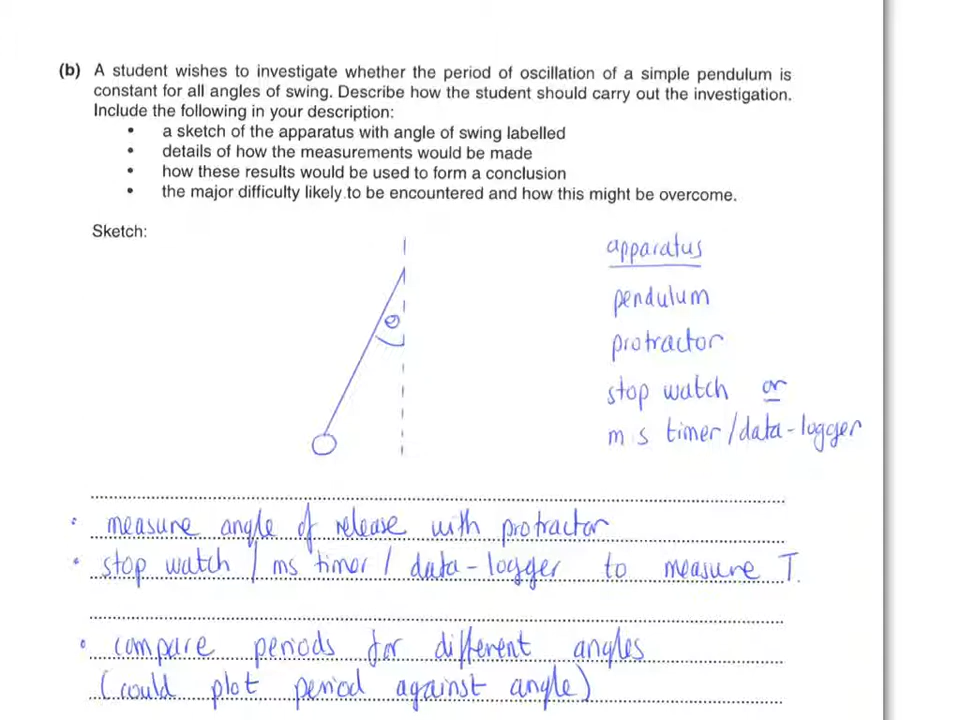 (b) A student wishes to investigate whether the period of oscillation of a simple pendulum is
constant for all angles of swing. Describe how the student should carry out the investigation.
Include the following in your description:
• a sketch of the apparatus with angle of swing labelled
• details of how the measurements would be made
• how these results would be used to form a conclusion
• the major difficulty likely to be encountered and how this might be overcome.
Sketch:
θ
apparatus
pendulum
protractor
stop watch or
ms timer/data-logger
• measure angle of release with protractor
• stop watch / ms timer / data-logger to measure T.
• compare periods for different angles
(could plot period against angle)